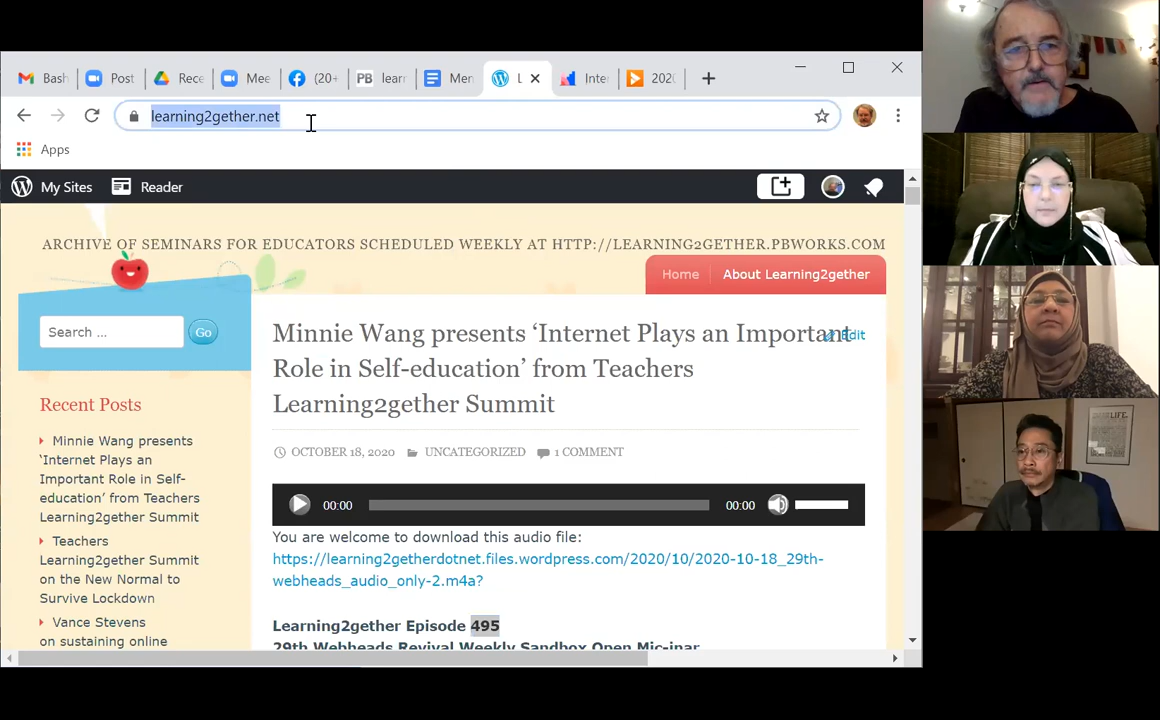 Bash
Post
Rece
Mee
(20+
PB lear
Mer
L
Inte
202
learning2gether.net
Apps
My Sites Reader
ARCHIVE OF SEMINARS FOR EDUCATORS SCHEDULED WEEKLY AT HTTP://LEARNING2GETHER.PBWORKS.COM
Home About Learning2gether
Search ... Go
Minnie Wang presents ‘Internet Plays an Important
Edit
Role in Self-education’ from Teachers
Learning2gether Summit
OCTOBER 18, 2020 UNCATEGORIZED 1 COMMENT
00:00 00:00
You are welcome to download this audio file:
https://learning2getherdotnet.files.wordpress.com/2020/10/2020-10-18_29th-
webheads_audio_only-2.m4a?
Learning2gether Episode 495
29th Webheads Revival Weekly Sandbox Open Mic-inar
Recent Posts
Minnie Wang presents
‘Internet Plays an
Important Role in Self-
education’ from Teachers
Learning2gether Summit
Teachers
Learning2gether Summit
on the New Normal to
Survive Lockdown
Vance Stevens
on sustaining online
LIFE.